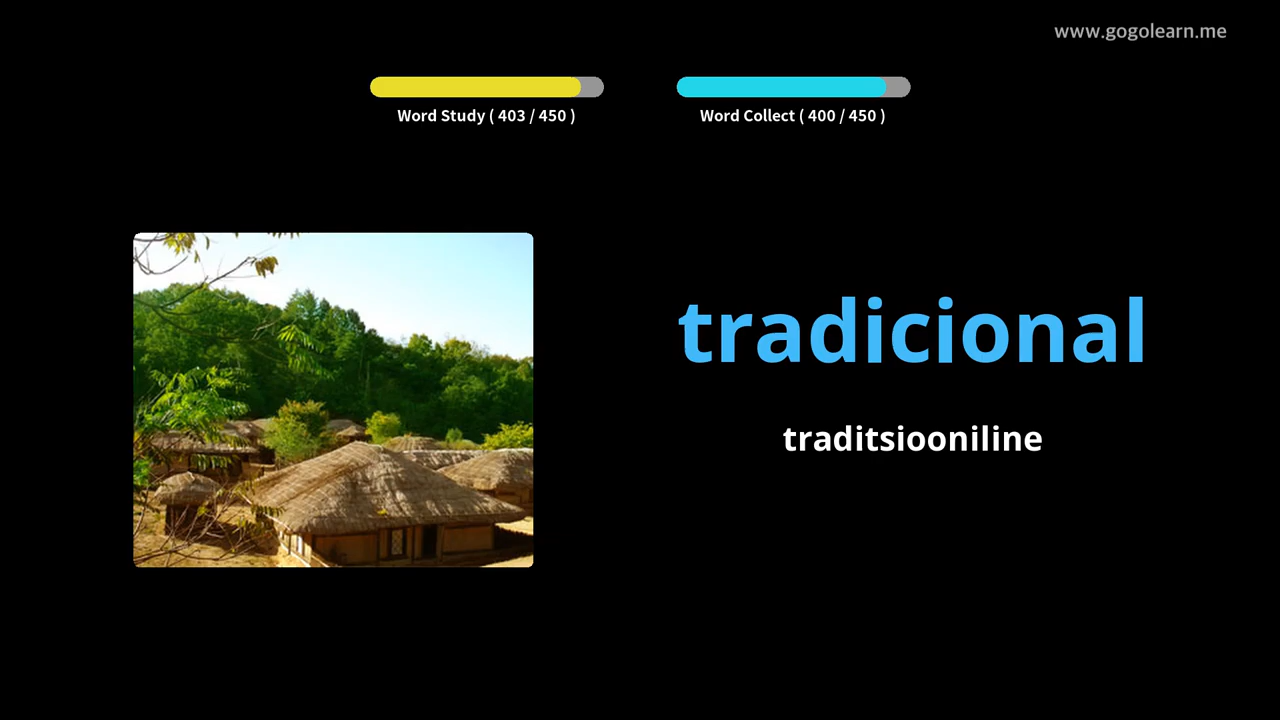 www.gogolearn.me
Word Study ( 403 / 450 )
Word Collect ( 400 / 450 )
tradicional
traditsiooniline